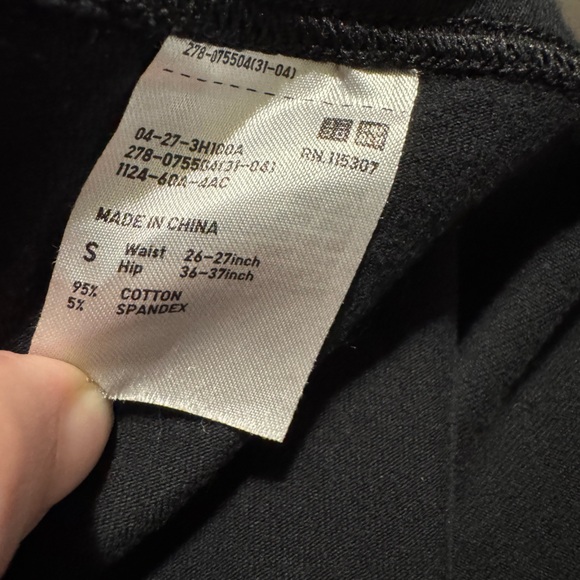 278-075504(31-04)
RN.115307
04-27-3H100A
278-075504(31-04)
1124-60A-4AC
MADE IN CHINA
S Waist 26-27inch
Hip 36-37inch
95% COTTON
5% SPANDEX